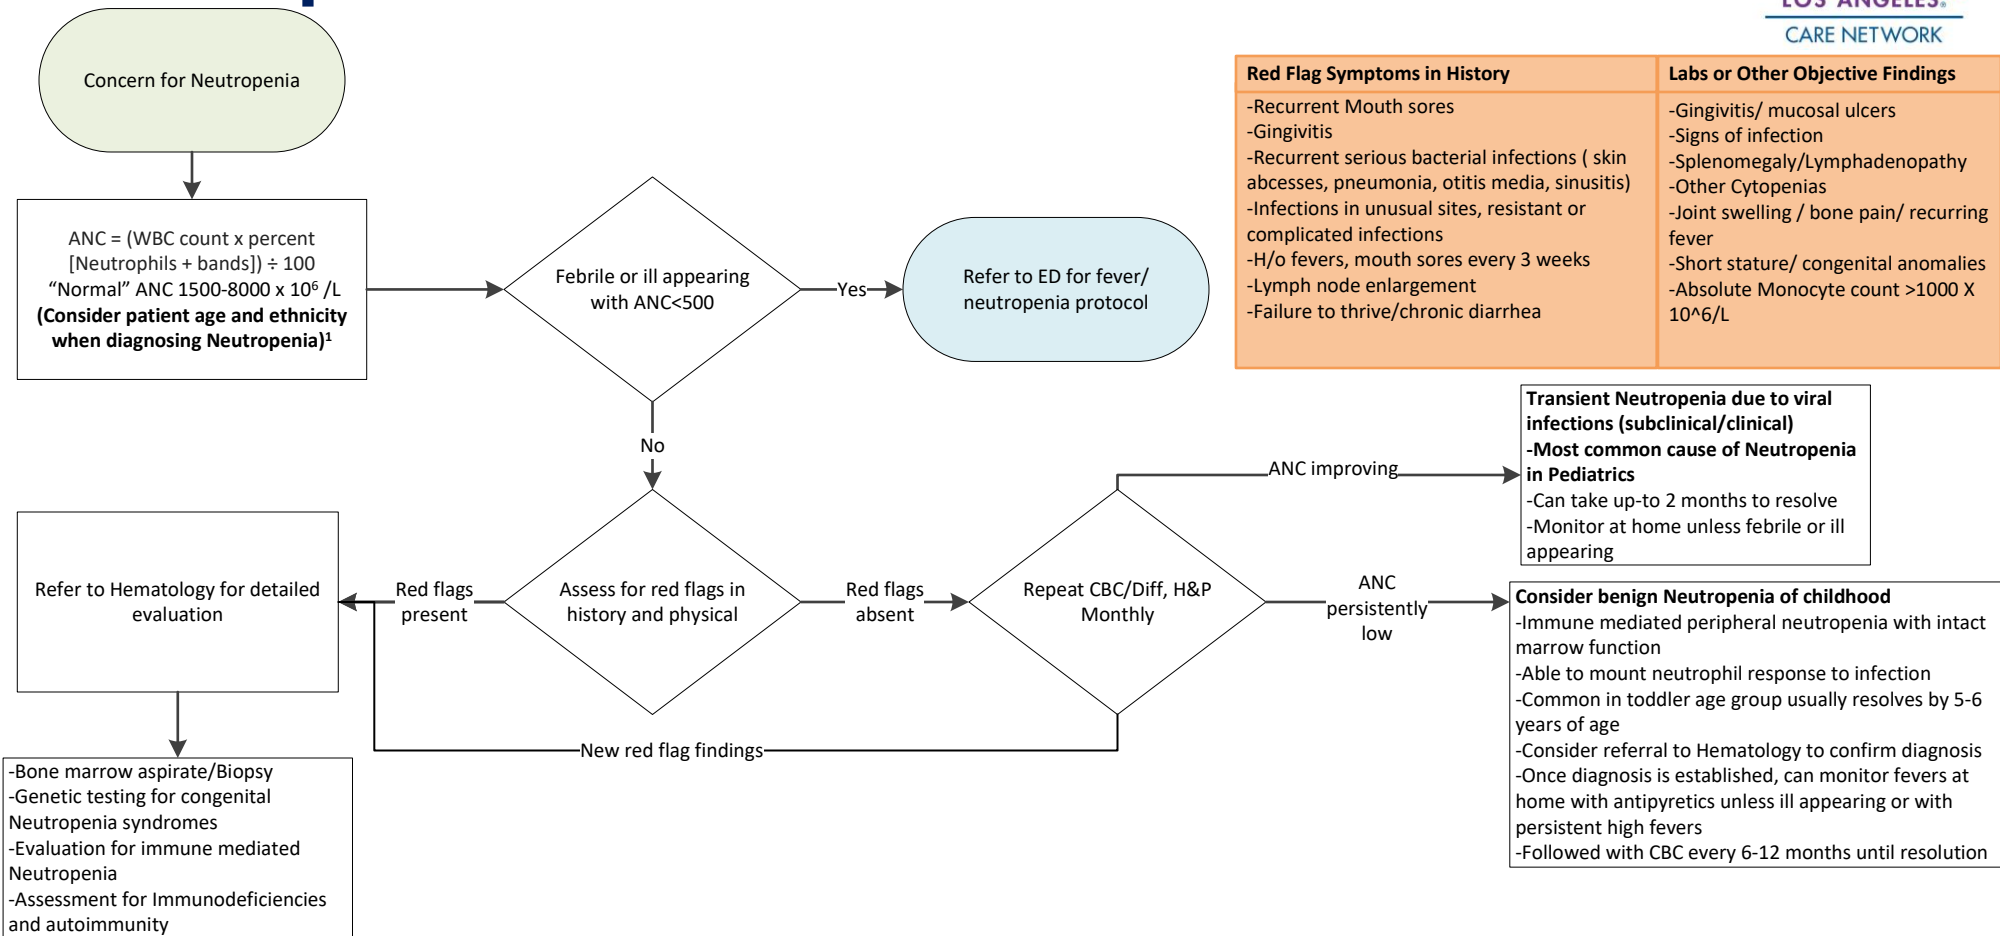 LOS ANGELES®
CARE NETWORK
Concern for Neutropenia
ANC = (WBC count x percent
[Neutrophils + bands]) ÷ 100
“Normal” ANC 1500-8000 x 10⁶ /L
(Consider patient age and ethnicity
when diagnosing Neutropenia)¹
Febrile or ill appearing
with ANC<500
Yes
Refer to ED for fever/
neutropenia protocol
Red Flag Symptoms in History
-Recurrent Mouth sores
-Gingivitis
-Recurrent serious bacterial infections ( skin
abcesses, pneumonia, otitis media, sinusitis)
-Infections in unusual sites, resistant or
complicated infections
-H/o fevers, mouth sores every 3 weeks
-Lymph node enlargement
-Failure to thrive/chronic diarrhea
Labs or Other Objective Findings
-Gingivitis/ mucosal ulcers
-Signs of infection
-Splenomegaly/Lymphadenopathy
-Other Cytopenias
-Joint swelling / bone pain/ recurring
fever
-Short stature/ congenital anomalies
-Absolute Monocyte count >1000 X
10^6/L
No
Assess for red flags in
history and physical
Red flags
present
Refer to Hematology for detailed
evaluation
-Bone marrow aspirate/Biopsy
-Genetic testing for congenital
Neutropenia syndromes
-Evaluation for immune mediated
Neutropenia
-Assessment for Immunodeficiencies
and autoimmunity
Red flags
absent
Repeat CBC/Diff, H&P
Monthly
New red flag findings
ANC improving
Transient Neutropenia due to viral
infections (subclinical/clinical)
-Most common cause of Neutropenia
in Pediatrics
-Can take up-to 2 months to resolve
-Monitor at home unless febrile or ill
appearing
ANC
persistently
low
Consider benign Neutropenia of childhood
-Immune mediated peripheral neutropenia with intact
marrow function
-Able to mount neutrophil response to infection
-Common in toddler age group usually resolves by 5-6
years of age
-Consider referral to Hematology to confirm diagnosis
-Once diagnosis is established, can monitor fevers at
home with antipyretics unless ill appearing or with
persistent high fevers
-Followed with CBC every 6-12 months until resolution